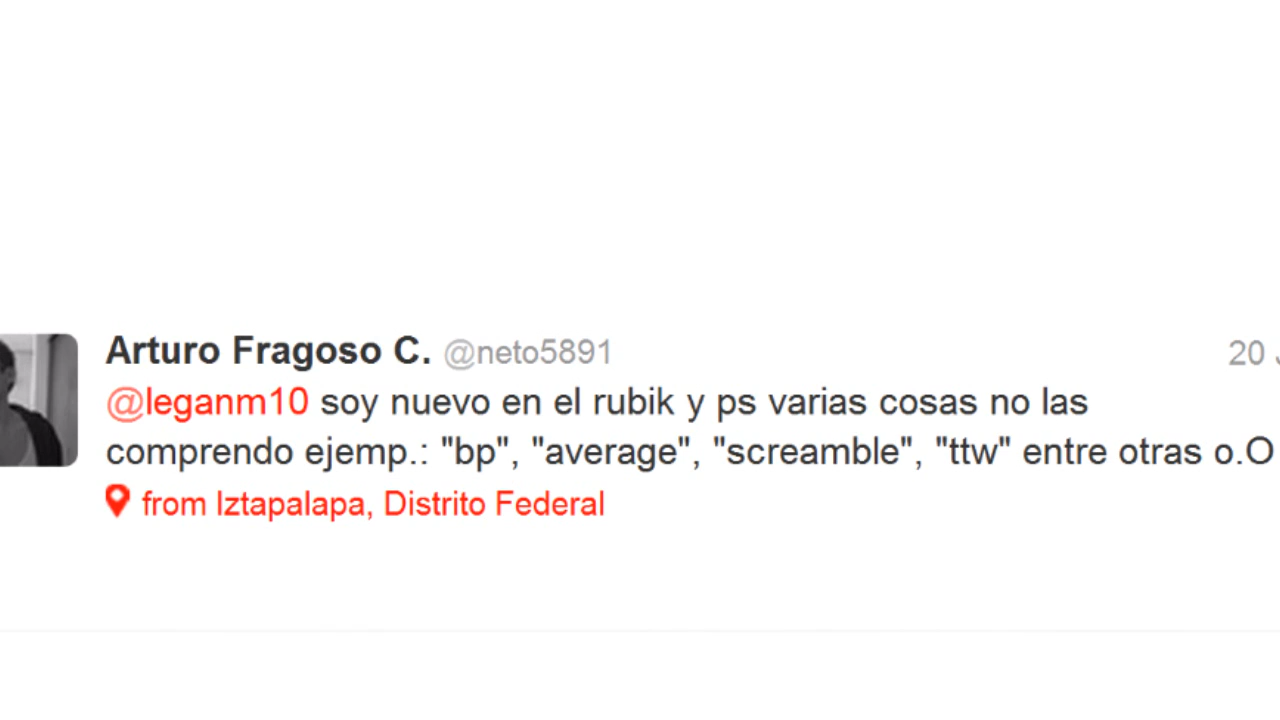 Arturo Fragoso C. @neto5891 20
@leganm10 soy nuevo en el rubik y ps varias cosas no las
comprendo ejemp.: "bp", "average", "screamble", "ttw" entre otras o.O
from Iztapalapa, Distrito Federal